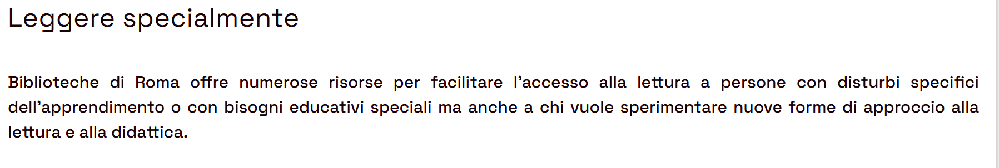 Leggere specialmente
Biblioteche di Roma offre numerose risorse per facilitare l’accesso alla lettura a persone con disturbi specifici
dell’apprendimento o con bisogni educativi speciali ma anche a chi vuole sperimentare nuove forme di approccio alla
lettura e alla didattica.